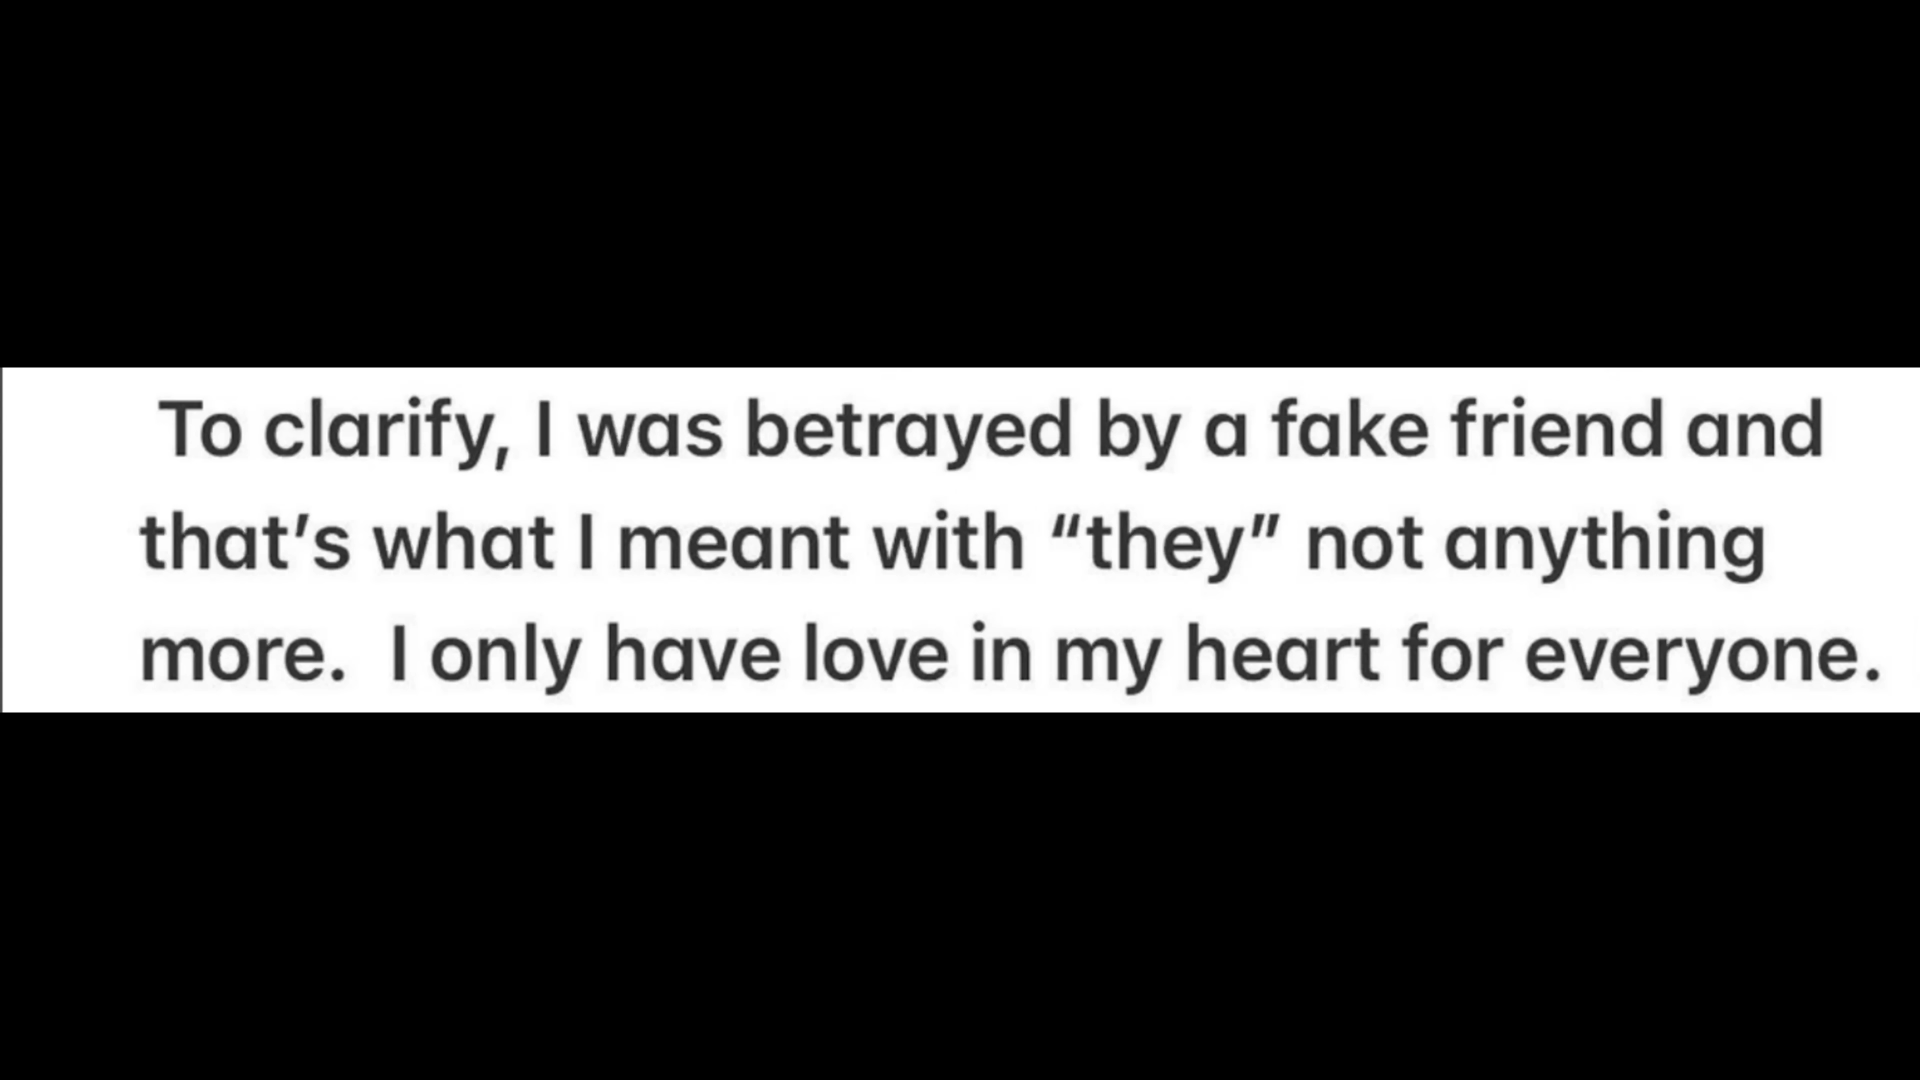 To clarify, I was betrayed by a fake friend and
that’s what I meant with “they” not anything
more.  I only have love in my heart for everyone.